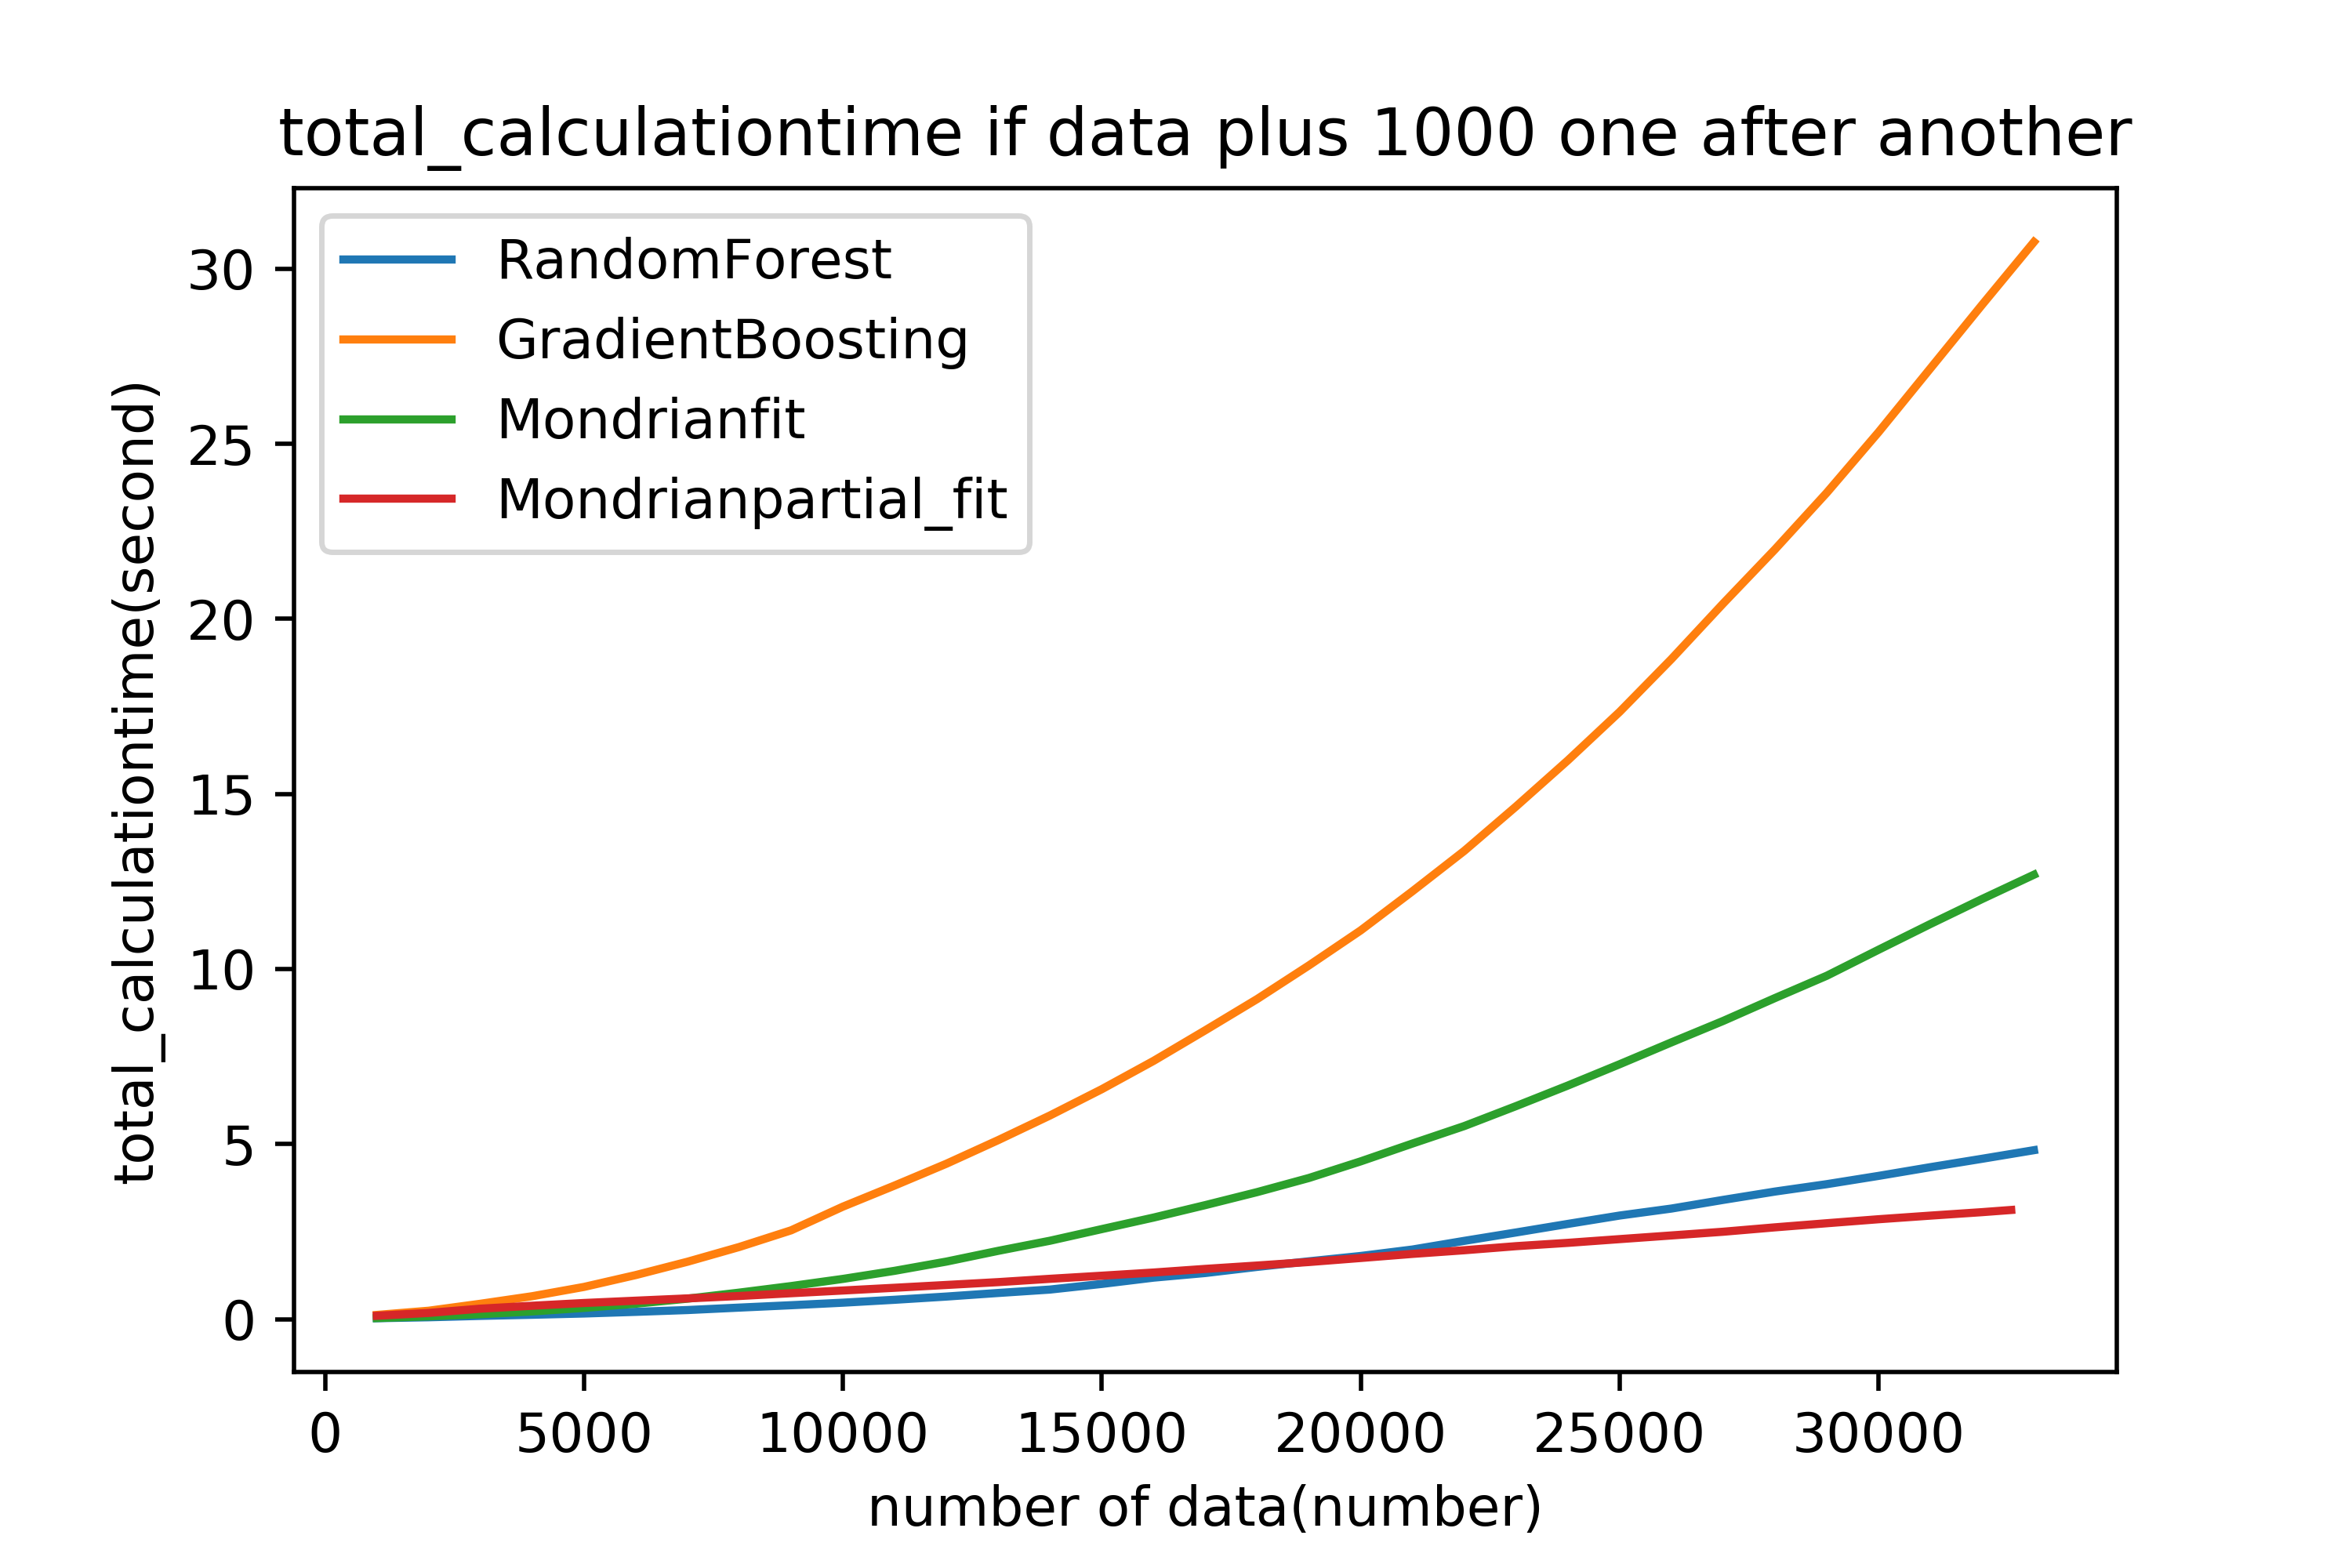 total_calculationtime if data plus 1000 one after another
RandomForest
GradientBoosting
Mondrianfit
Mondrianpartial_fit
total_calculationtime(second)
30
25
20
15
10
5
0
0 5000 10000 15000 20000 25000 30000
number of data(number)